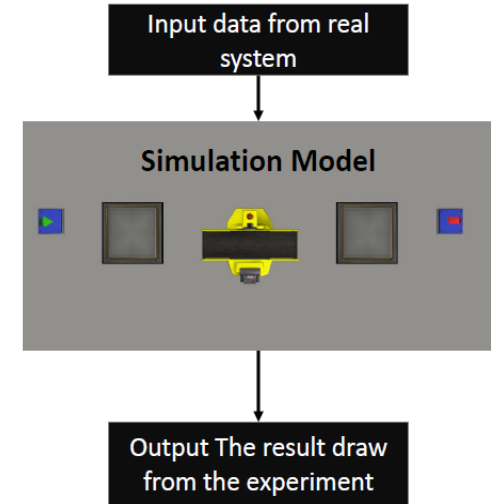 Input data from real
system
Simulation Model
Output The result draw
from the experiment